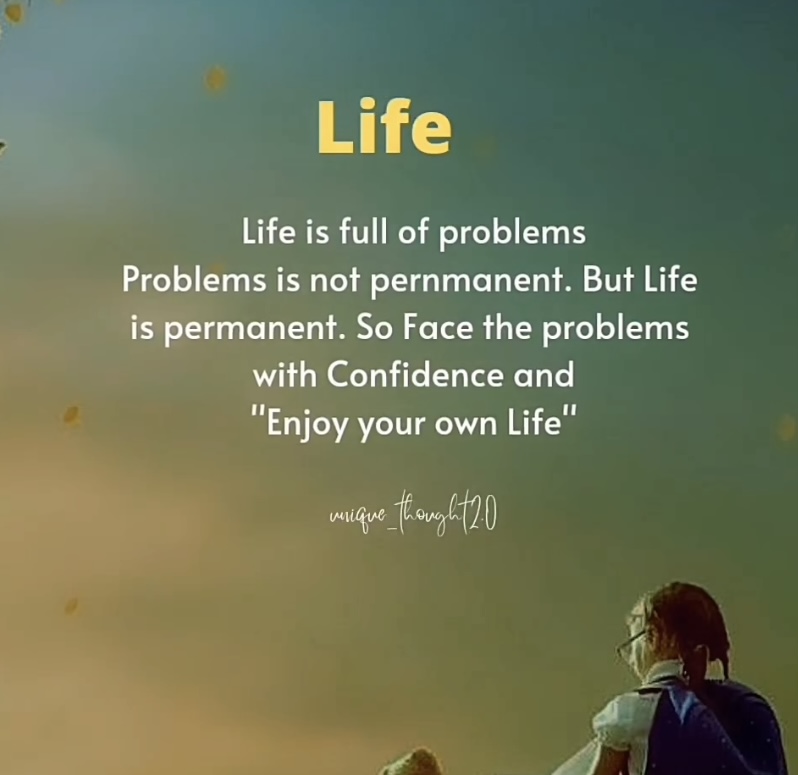 Life
Life is full of problems
Problems is not pernmanent. But Life
is permanent. So Face the problems
with Confidence and
"Enjoy your own Life"
unique_thought2.0